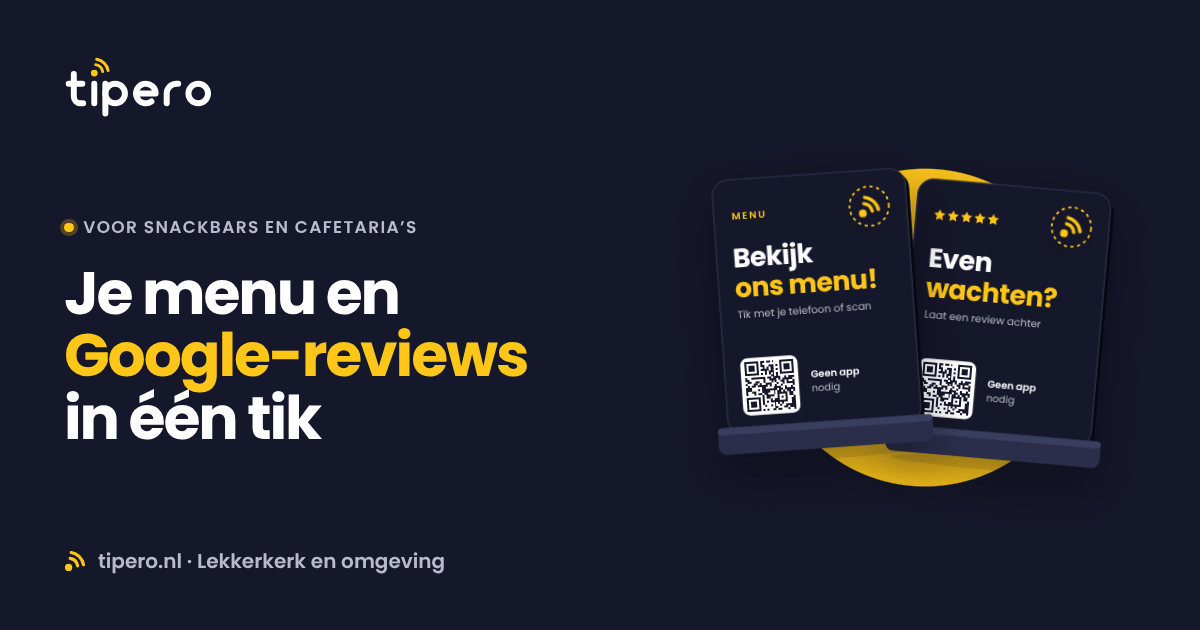 tipero
VOOR SNACKBARS EN CAFETARIA'S
Je menu en
Google-reviews
in één tik
tipero.nl · Lekkerkerk en omgeving
MENU
Bekijk
ons menu!
Tik met je telefoon of scan
Geen app
nodig
Even
wachten?
Laat een review achter
Geen app
nodig